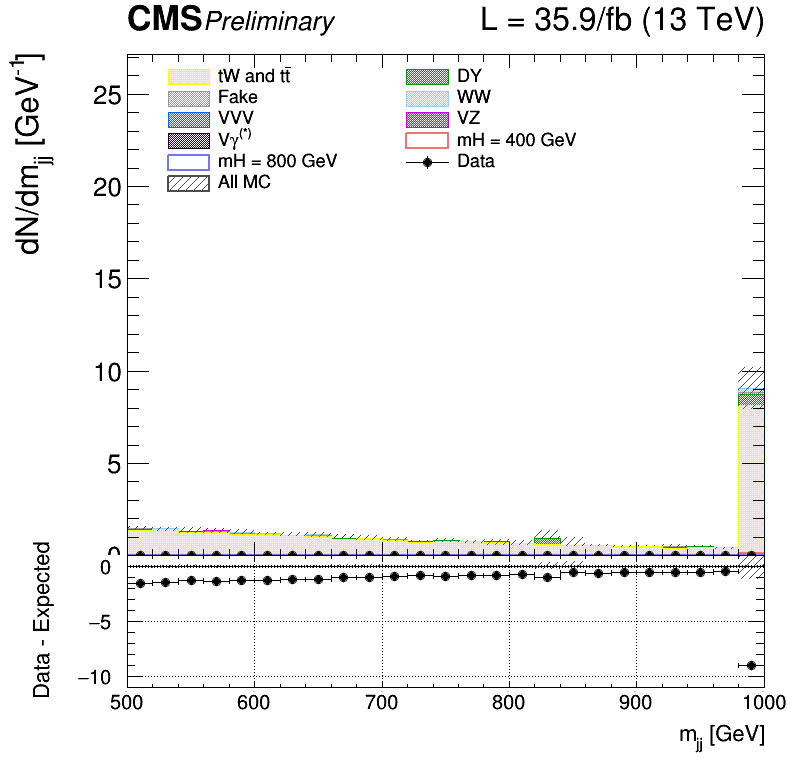 CMS Preliminary L = 35.9/fb (13 TeV)
dN/dm_jj [GeV⁻¹]
25
20
15
10
5
0
tW and tt̄
DY
Fake
WW
VVV
VZ
Vγ(*)
mH = 400 GeV
mH = 800 GeV
Data
All MC
Data - Expected
0
−5
−10
500 600 700 800 900 1000
m_jj [GeV]